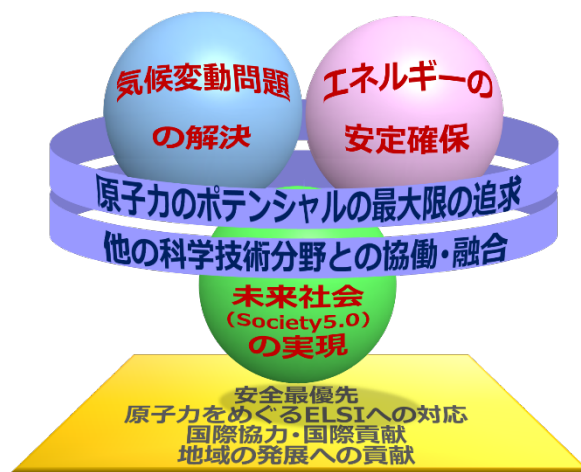 気候変動問題
の解決
エネルギーの
安定確保
原子力のポテンシャルの最大限の追求
他の科学技術分野との協働・融合
未来社会
(Society5.0)
の実現
安全最優先
原子力をめぐるELSIへの対応
国際協力・国際貢献
地域の発展への貢献